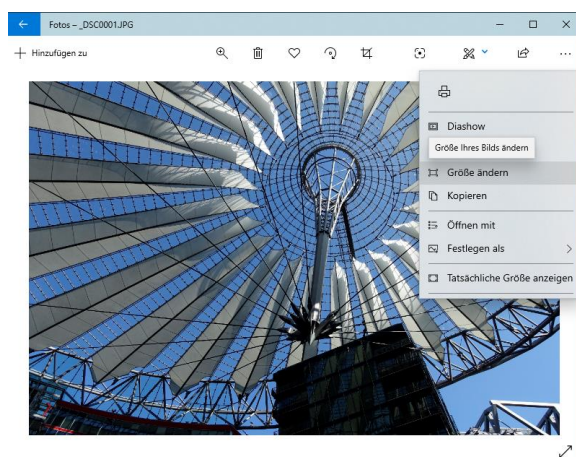 Fotos – _DSC0001.JPG
Hinzufügen zu
Diashow
Größe Ihres Bilds ändern
Größe ändern
Kopieren
Öffnen mit
Festlegen als
Tatsächliche Größe anzeigen